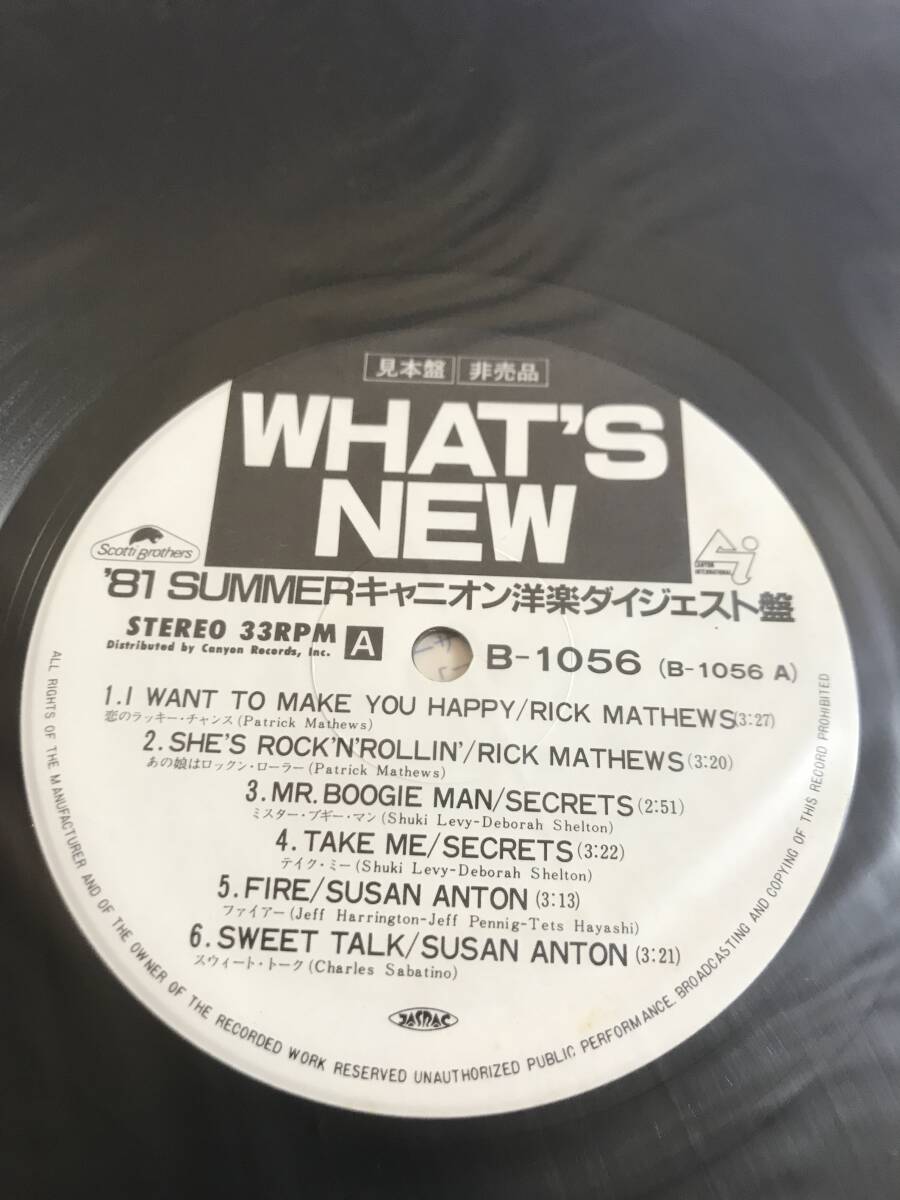 見本盤 非売品
WHAT'S
NEW
Scotti Brothers
CANYON
INTERNATIONAL
'81 SUMMERキャニオン洋楽ダイジェスト盤
STEREO 33RPM A
Distributed by Canyon Records, Inc.
B-1056 (B-1056 A)
1.I WANT TO MAKE YOU HAPPY/RICK MATHEWS(3:27)
恋のラッキー・チャンス (Patrick Mathews)
2.SHE'S ROCK'N'ROLLIN'/RICK MATHEWS(3:20)
あの娘はロックン・ローラー (Patrick Mathews)
3.MR.BOOGIE MAN/SECRETS(2:51)
ミスター・ブギー・マン (Shuki Levy-Deborah Shelton)
4.TAKE ME/SECRETS(3:22)
テイク・ミー (Shuki Levy-Deborah Shelton)
5.FIRE/SUSAN ANTON(3:13)
ファイアー (Jeff Harrington-Jeff Pennig-Tets Hayashi)
6.SWEET TALK/SUSAN ANTON(3:21)
スウィート・トーク (Charles Sabatino)
JASRAC
ALL RIGHTS OF THE MANUFACTURER AND OF THE OWNER OF THE RECORDED WORK RESERVED UNAUTHORIZED PUBLIC PERFORMANCE. BROADCASTING AND COPYING OF THIS RECORD PROHIBITED